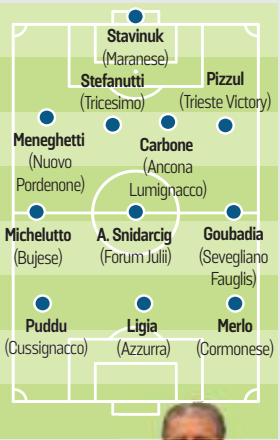 Stavinuk
(Maranese)
Stefanutti
(Tricesimo)
Pizzul
(Trieste Victory)
Meneghetti
(Nuovo
Pordenone)
Carbone
(Ancona
Lumignacco)
Michelutto
(Bujese)
A. Snidarcig
(Forum Julii)
Goubadia
(Sevegliano
Fauglis)
Puddu
(Cussignacco)
Ligia
(Azzurra)
Merlo
(Cormonese)